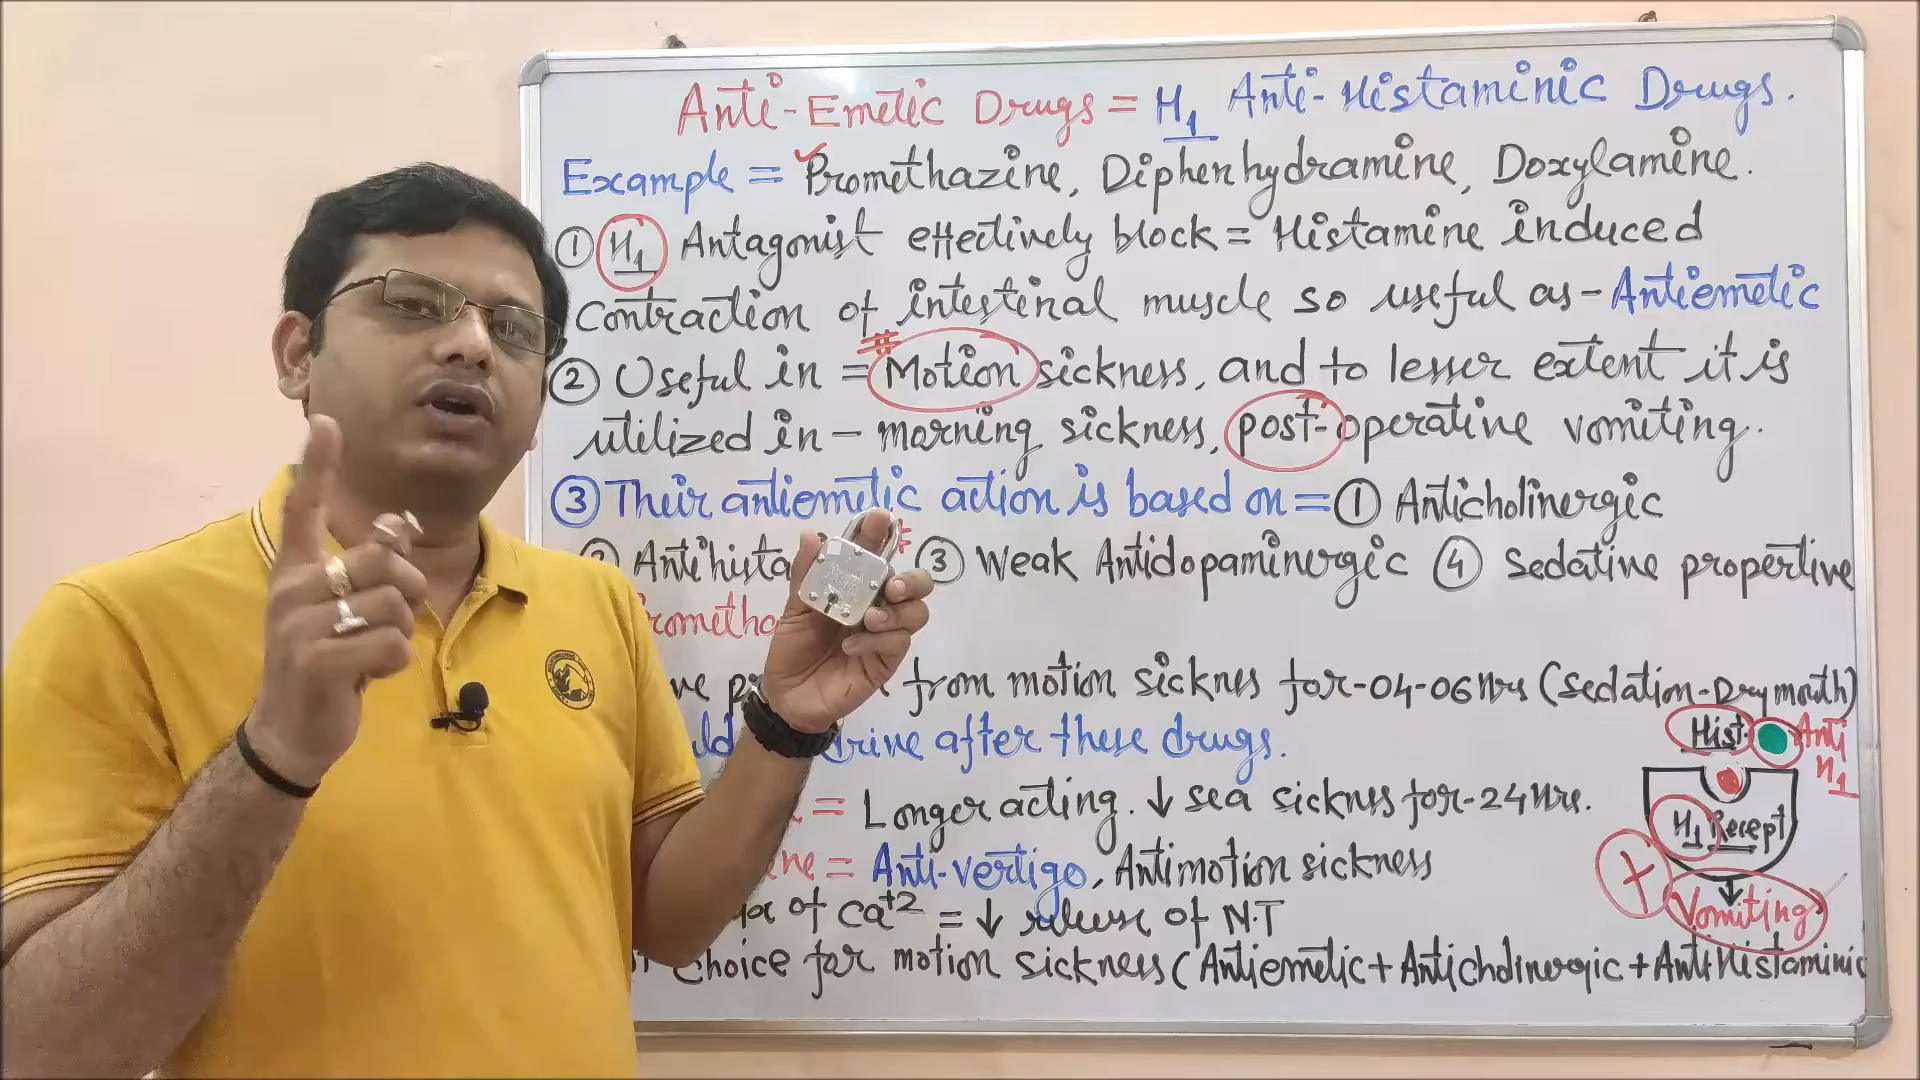 Anti-Emetic Drugs = H1 Anti-Histaminic Drugs.
Example = Promethazine, Diphenhydramine, Doxylamine.
① H1 Antagonist effectively block = Histamine induced
contraction of intestinal muscle so useful as - Antiemetic
② Useful in = Motion sickness, and to lesser extent it is
utilized in - morning sickness, post-operative vomiting.
③ Their antiemetic action is based on = ① Anticholinergic
② Antihista ③ Weak Antidopaminergic ④ Sedative propertive
rometha
from motion sicknes for-04-06 Hrs (Sedation-Dry mouth)
drive after these drugs.
= Longer acting. ↓ sea sicknss for-24 Hrs.
ne = Anti-vertigo, Antimotion sickness
of Ca+2 = ↓ release of N.T
choice for motion sickness (Antiemetic + Anticholinergic + AntiHistaminic
Hist. Anti
H1
H1 Recept
↓
+ Vomiting